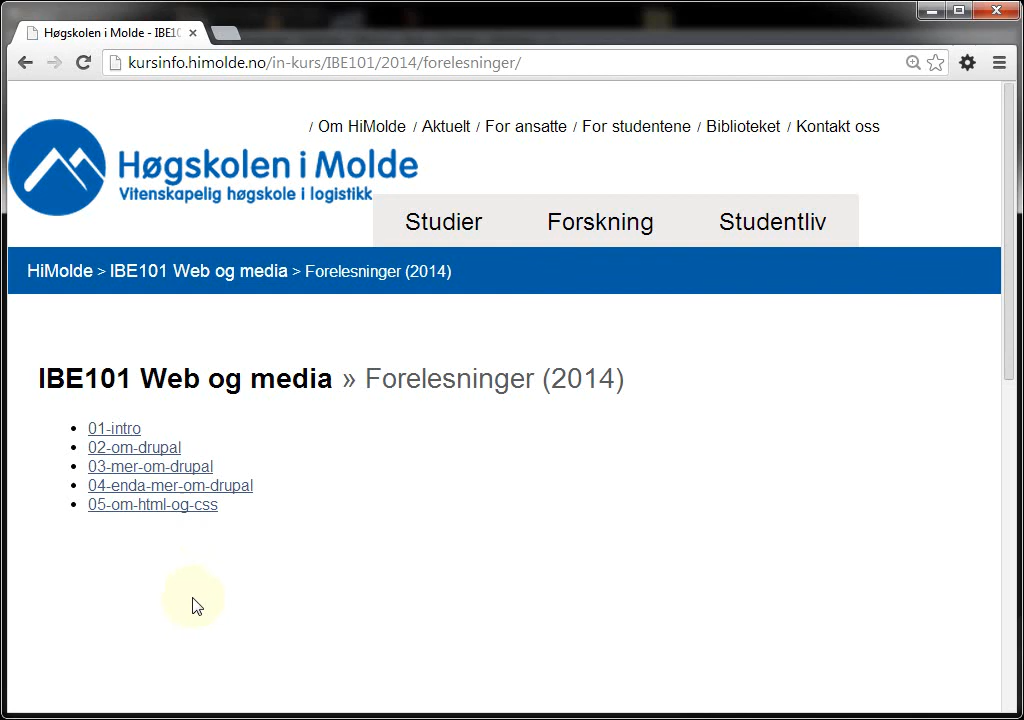 Høgskolen i Molde - IBE10
kursinfo.himolde.no/in-kurs/IBE101/2014/forelesninger/
/ Om HiMolde / Aktuelt / For ansatte / For studentene / Biblioteket / Kontakt oss
Høgskolen i Molde
Vitenskapelig høgskole i logistikk
Studier Forskning Studentliv
HiMolde > IBE101 Web og media > Forelesninger (2014)
IBE101 Web og media » Forelesninger (2014)
• 01-intro
• 02-om-drupal
• 03-mer-om-drupal
• 04-enda-mer-om-drupal
• 05-om-html-og-css